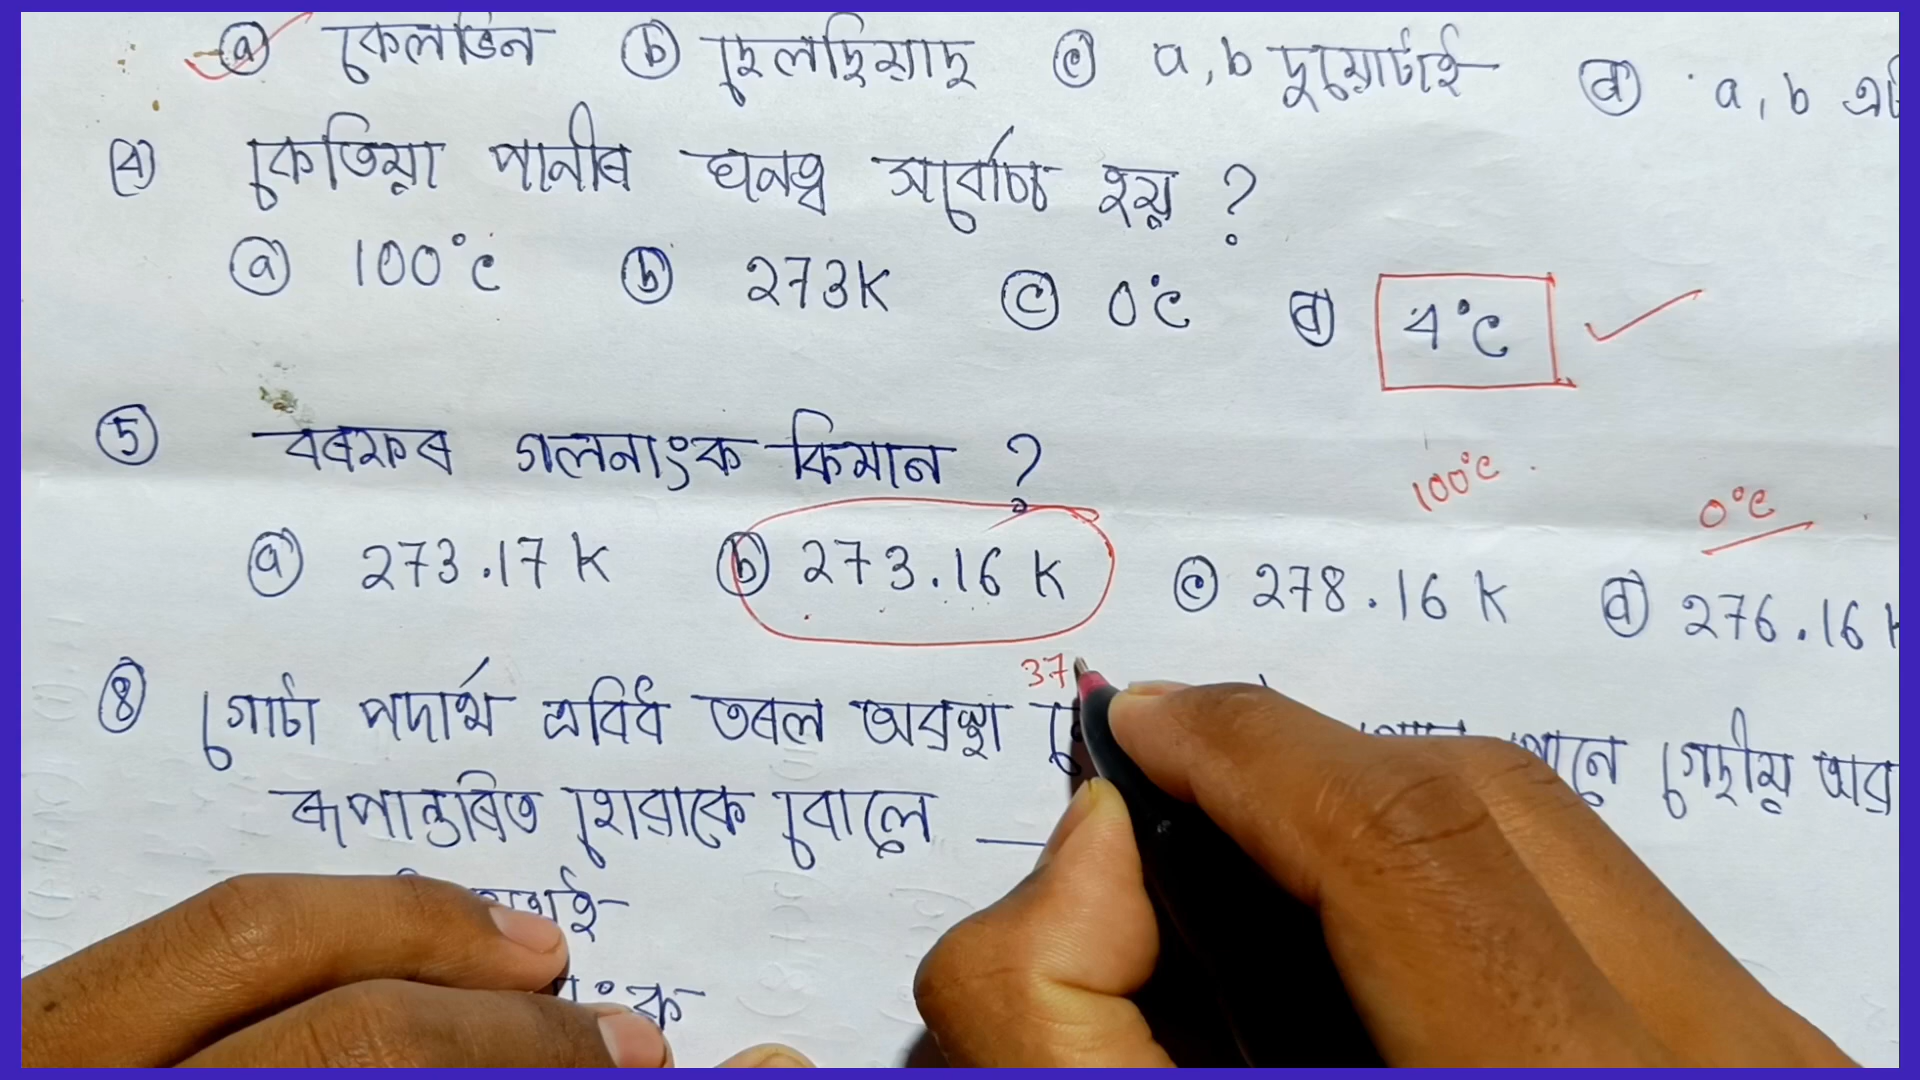 ⓐ কেলভিন ⓑ ছেলছিয়াছ ⓒ a, b দুয়োটাই ⓓ a, b
④ কেতিয়া পানীৰ ঘনত্ব সৰ্বোচ্চ হয় ?
ⓐ 100°C ⓑ 273K ⓒ 0°C ⓓ 4°C
⑤ বৰফৰ গলনাংক কিমান ?
100°C
0°C
ⓐ 273.17 K ⓑ 273.16 K ⓒ 278.16 K ⓓ 276.16 K
37
⑧ গোটা পদাৰ্থ এবিধ তৰল অৱস্থা গেছীয়
ৰূপান্তৰিত হোৱাকে বোলে